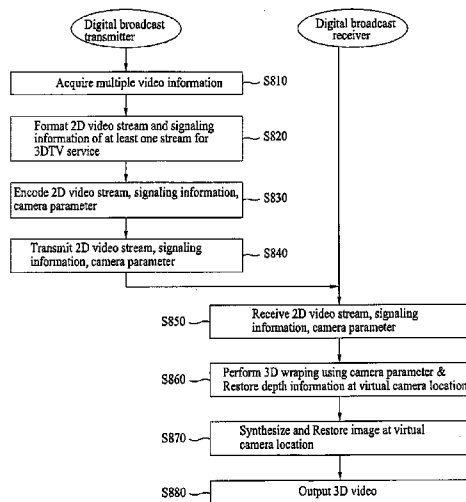 Digital broadcast
transmitter
Digital broadcast
receiver
Acquire multiple video information
S810
Format 2D video stream and signaling
information of at least one stream for
3DTV service
S820
Encode 2D video stream, signaling information,
camera parameter
S830
Transmit 2D video stream, signaling
information, camera parameter
S840
S850
Receive 2D video stream, signaling
information, camera parameter
S860
Perform 3D wraping using camera parameter &
Restore depth information at virtual camera location
S870
Synthesize and Restore image at virtual
camera location
S880
Output 3D video